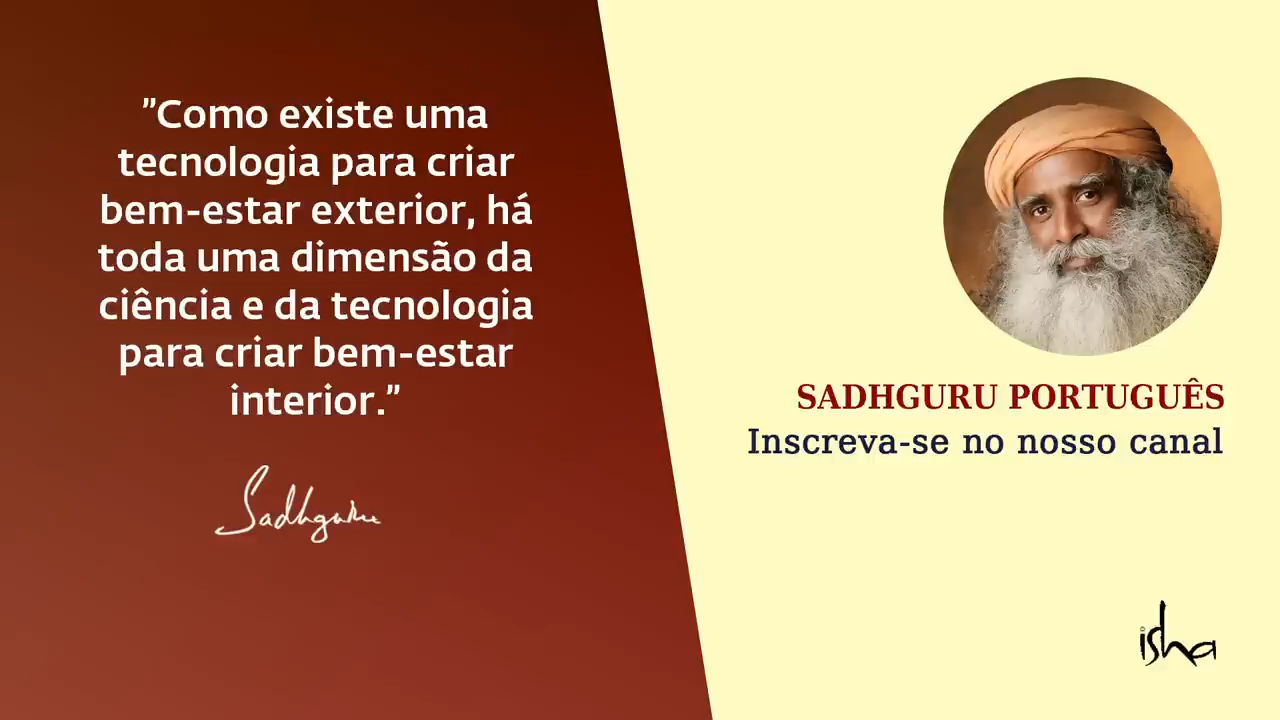 "Como existe uma
tecnologia para criar
bem-estar exterior, há
toda uma dimensão da
ciência e da tecnologia
para criar bem-estar
interior."
Sadhguru
SADHGURU PORTUGUÊS
Inscreva-se no nosso canal
isha